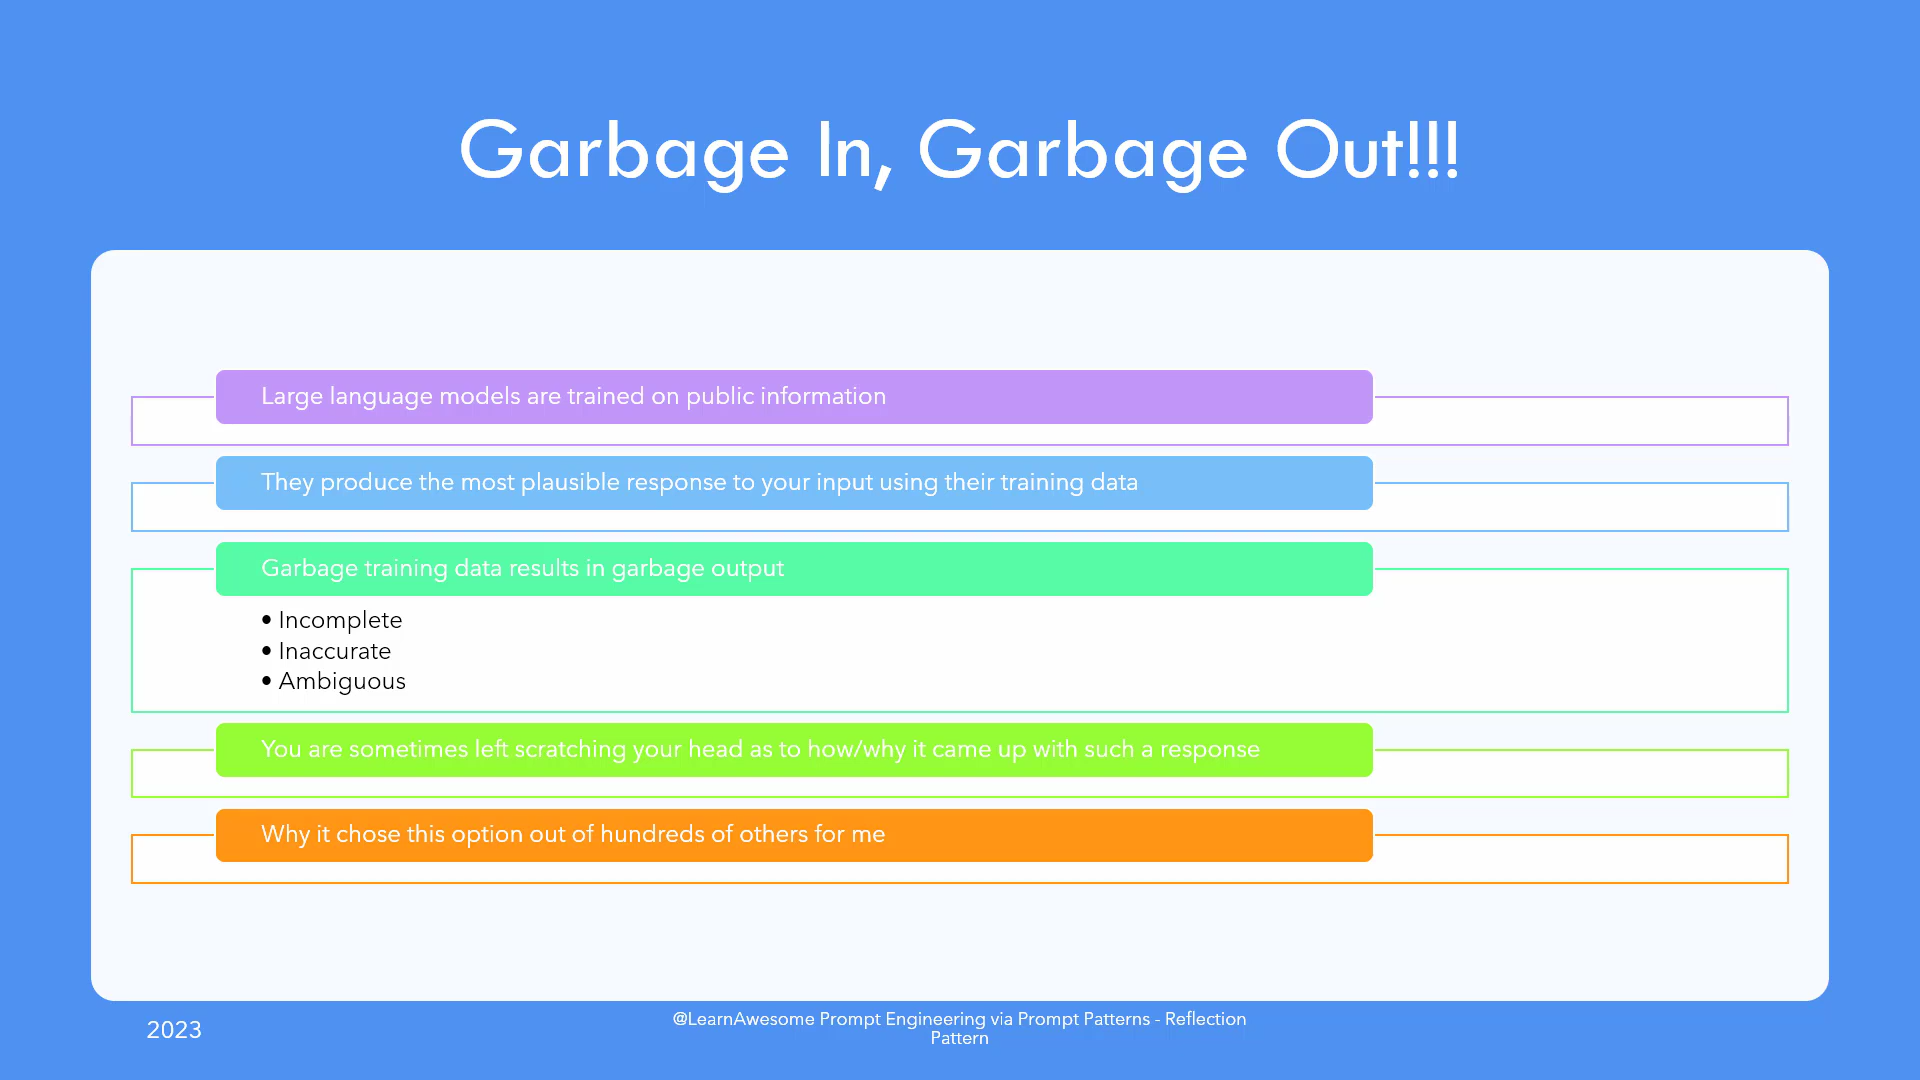 Garbage In, Garbage Out!!!
Large language models are trained on public information
They produce the most plausible response to your input using their training data
Garbage training data results in garbage output
• Incomplete
• Inaccurate
• Ambiguous
You are sometimes left scratching your head as to how/why it came up with such a response
Why it chose this option out of hundreds of others for me
2023
@LearnAwesome Prompt Engineering via Prompt Patterns - Reflection
Pattern